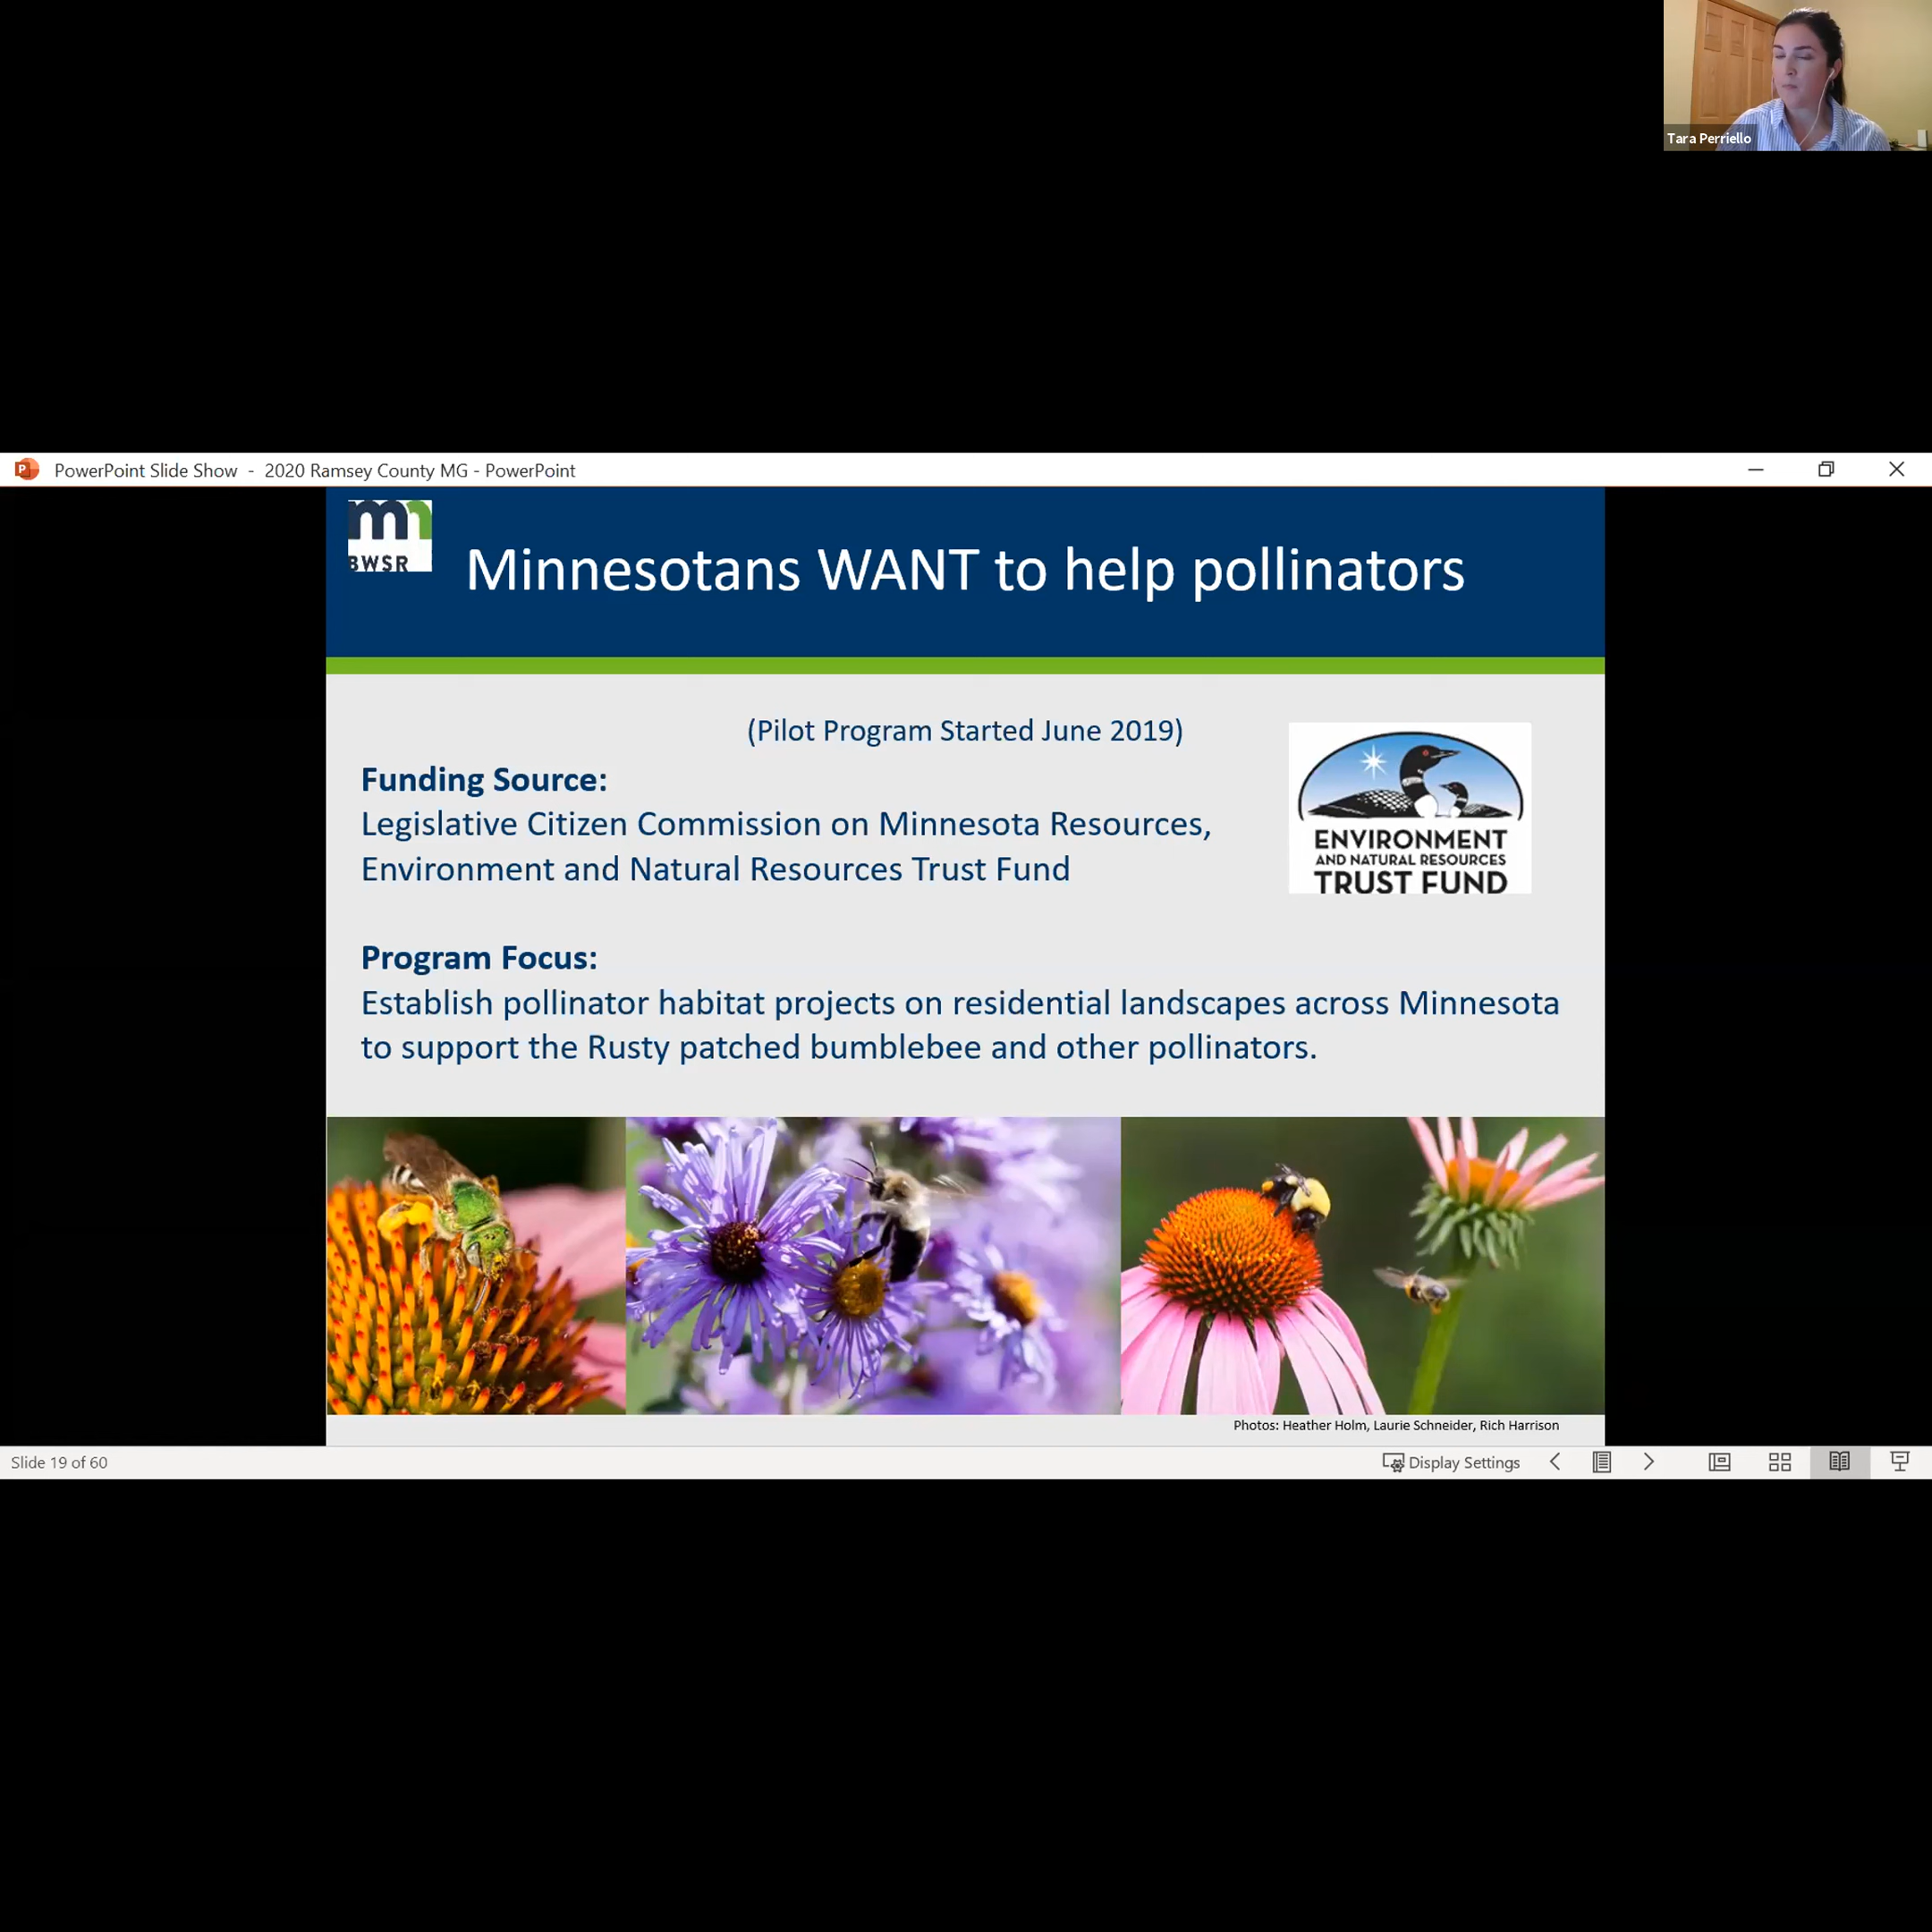 Tara Perriello
PowerPoint Slide Show - 2020 Ramsey County MG - PowerPoint
mn
BWSR
Minnesotans WANT to help pollinators
(Pilot Program Started June 2019)
Funding Source:
Legislative Citizen Commission on Minnesota Resources,
Environment and Natural Resources Trust Fund
ENVIRONMENT
AND NATURAL RESOURCES
TRUST FUND
Program Focus:
Establish pollinator habitat projects on residential landscapes across Minnesota
to support the Rusty patched bumblebee and other pollinators.
Photos: Heather Holm, Laurie Schneider, Rich Harrison
Slide 19 of 60
Display Settings